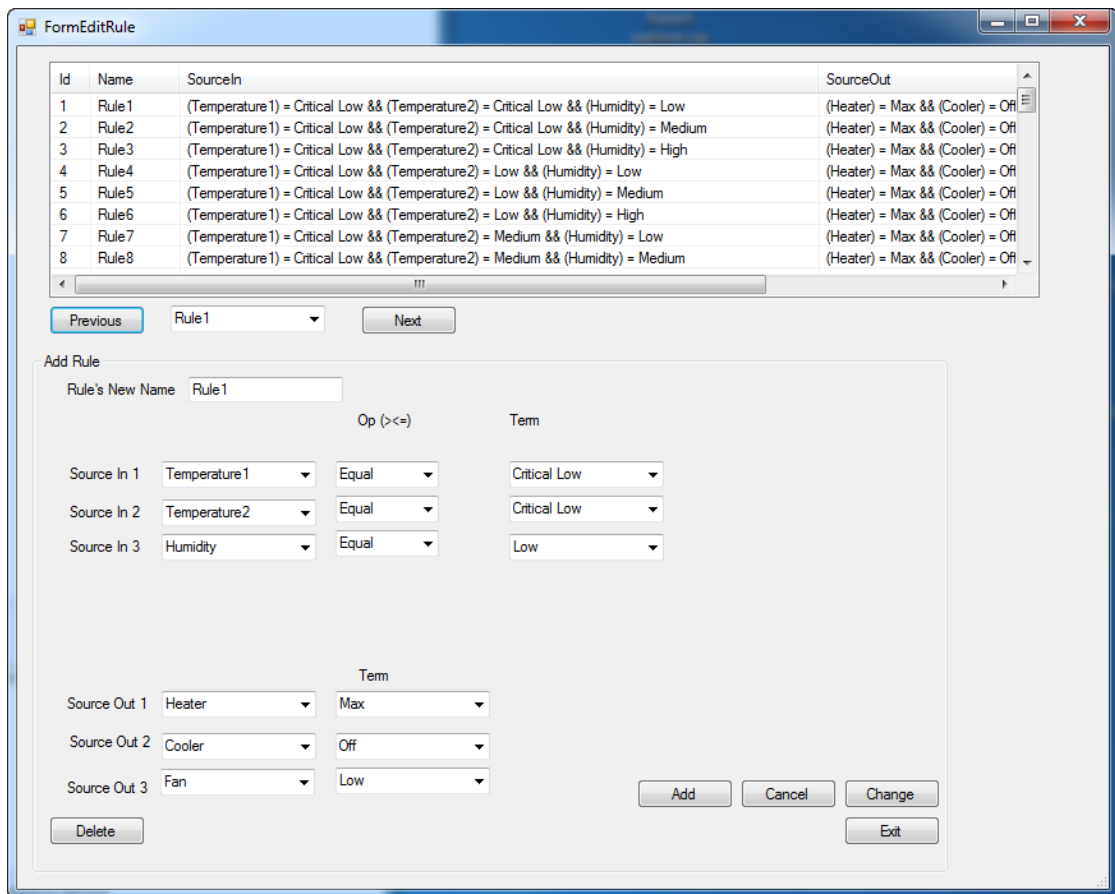 FormEditRule
Id Name SourceIn SourceOut
1 Rule1 (Temperature1) = Critical Low && (Temperature2) = Critical Low && (Humidity) = Low (Heater) = Max && (Cooler) = Off
2 Rule2 (Temperature1) = Critical Low && (Temperature2) = Critical Low && (Humidity) = Medium (Heater) = Max && (Cooler) = Off
3 Rule3 (Temperature1) = Critical Low && (Temperature2) = Critical Low && (Humidity) = High (Heater) = Max && (Cooler) = Off
4 Rule4 (Temperature1) = Critical Low && (Temperature2) = Low && (Humidity) = Low (Heater) = Max && (Cooler) = Off
5 Rule5 (Temperature1) = Critical Low && (Temperature2) = Low && (Humidity) = Medium (Heater) = Max && (Cooler) = Off
6 Rule6 (Temperature1) = Critical Low && (Temperature2) = Low && (Humidity) = High (Heater) = Max && (Cooler) = Off
7 Rule7 (Temperature1) = Critical Low && (Temperature2) = Medium && (Humidity) = Low (Heater) = Max && (Cooler) = Off
8 Rule8 (Temperature1) = Critical Low && (Temperature2) = Medium && (Humidity) = Medium (Heater) = Max && (Cooler) = Off
Previous Rule1 Next
Add Rule
Rule's New Name Rule1
Op (><=) Term
Source In 1 Temperature1 Equal Critical Low
Source In 2 Temperature2 Equal Critical Low
Source In 3 Humidity Equal Low
Term
Source Out 1 Heater Max
Source Out 2 Cooler Off
Source Out 3 Fan Low
Add Cancel Change
Delete Exit